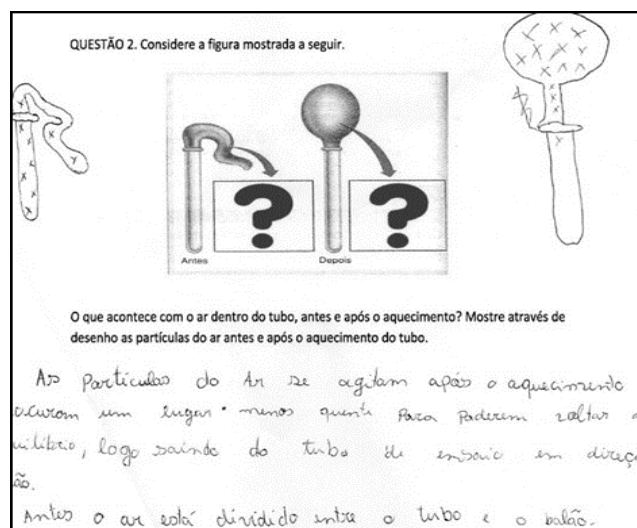 QUESTÃO 2. Considere a figura mostrada a seguir.
?
?
Antes
Depois
O que acontece com o ar dentro do tubo, antes e após o aquecimento? Mostre através de
desenho as partículas do ar antes e após o aquecimento do tubo.
As Partículas do Ar se agitam após o aquecimento
ocuram um lugar menos quente Para Poderem voltar a
uilíbrio, logo saindo do tubo de ensaio em direç
ão.
Antes o ar está dividido entre o tubo e o balão.